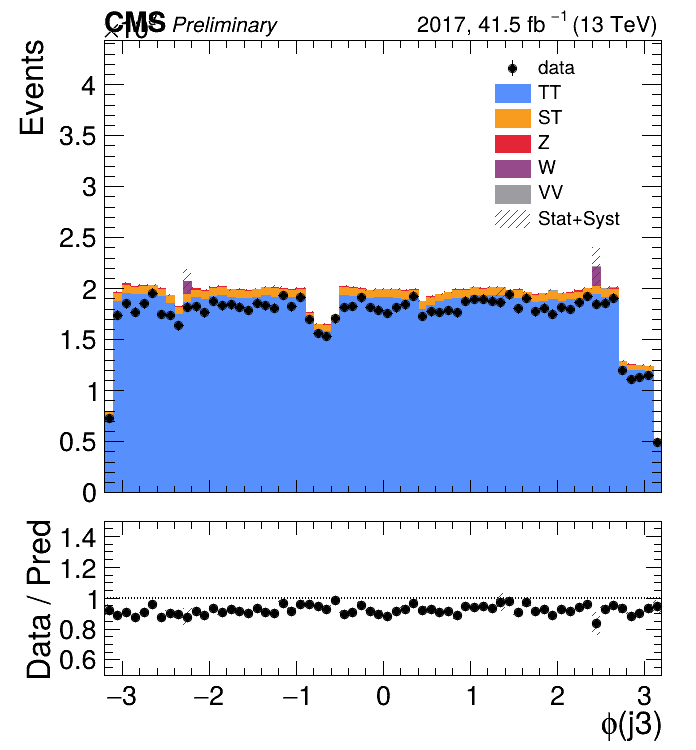 CMS Preliminary 2017, 41.5 fb⁻¹ (13 TeV)
Events
4
3.5
3
2.5
2
1.5
1
0.5
0
data
TT
ST
Z
W
VV
Stat+Syst
Data / Pred
1.4
1.2
1
0.8
0.6
−3 −2 −1 0 1 2 3
ϕ(j3)